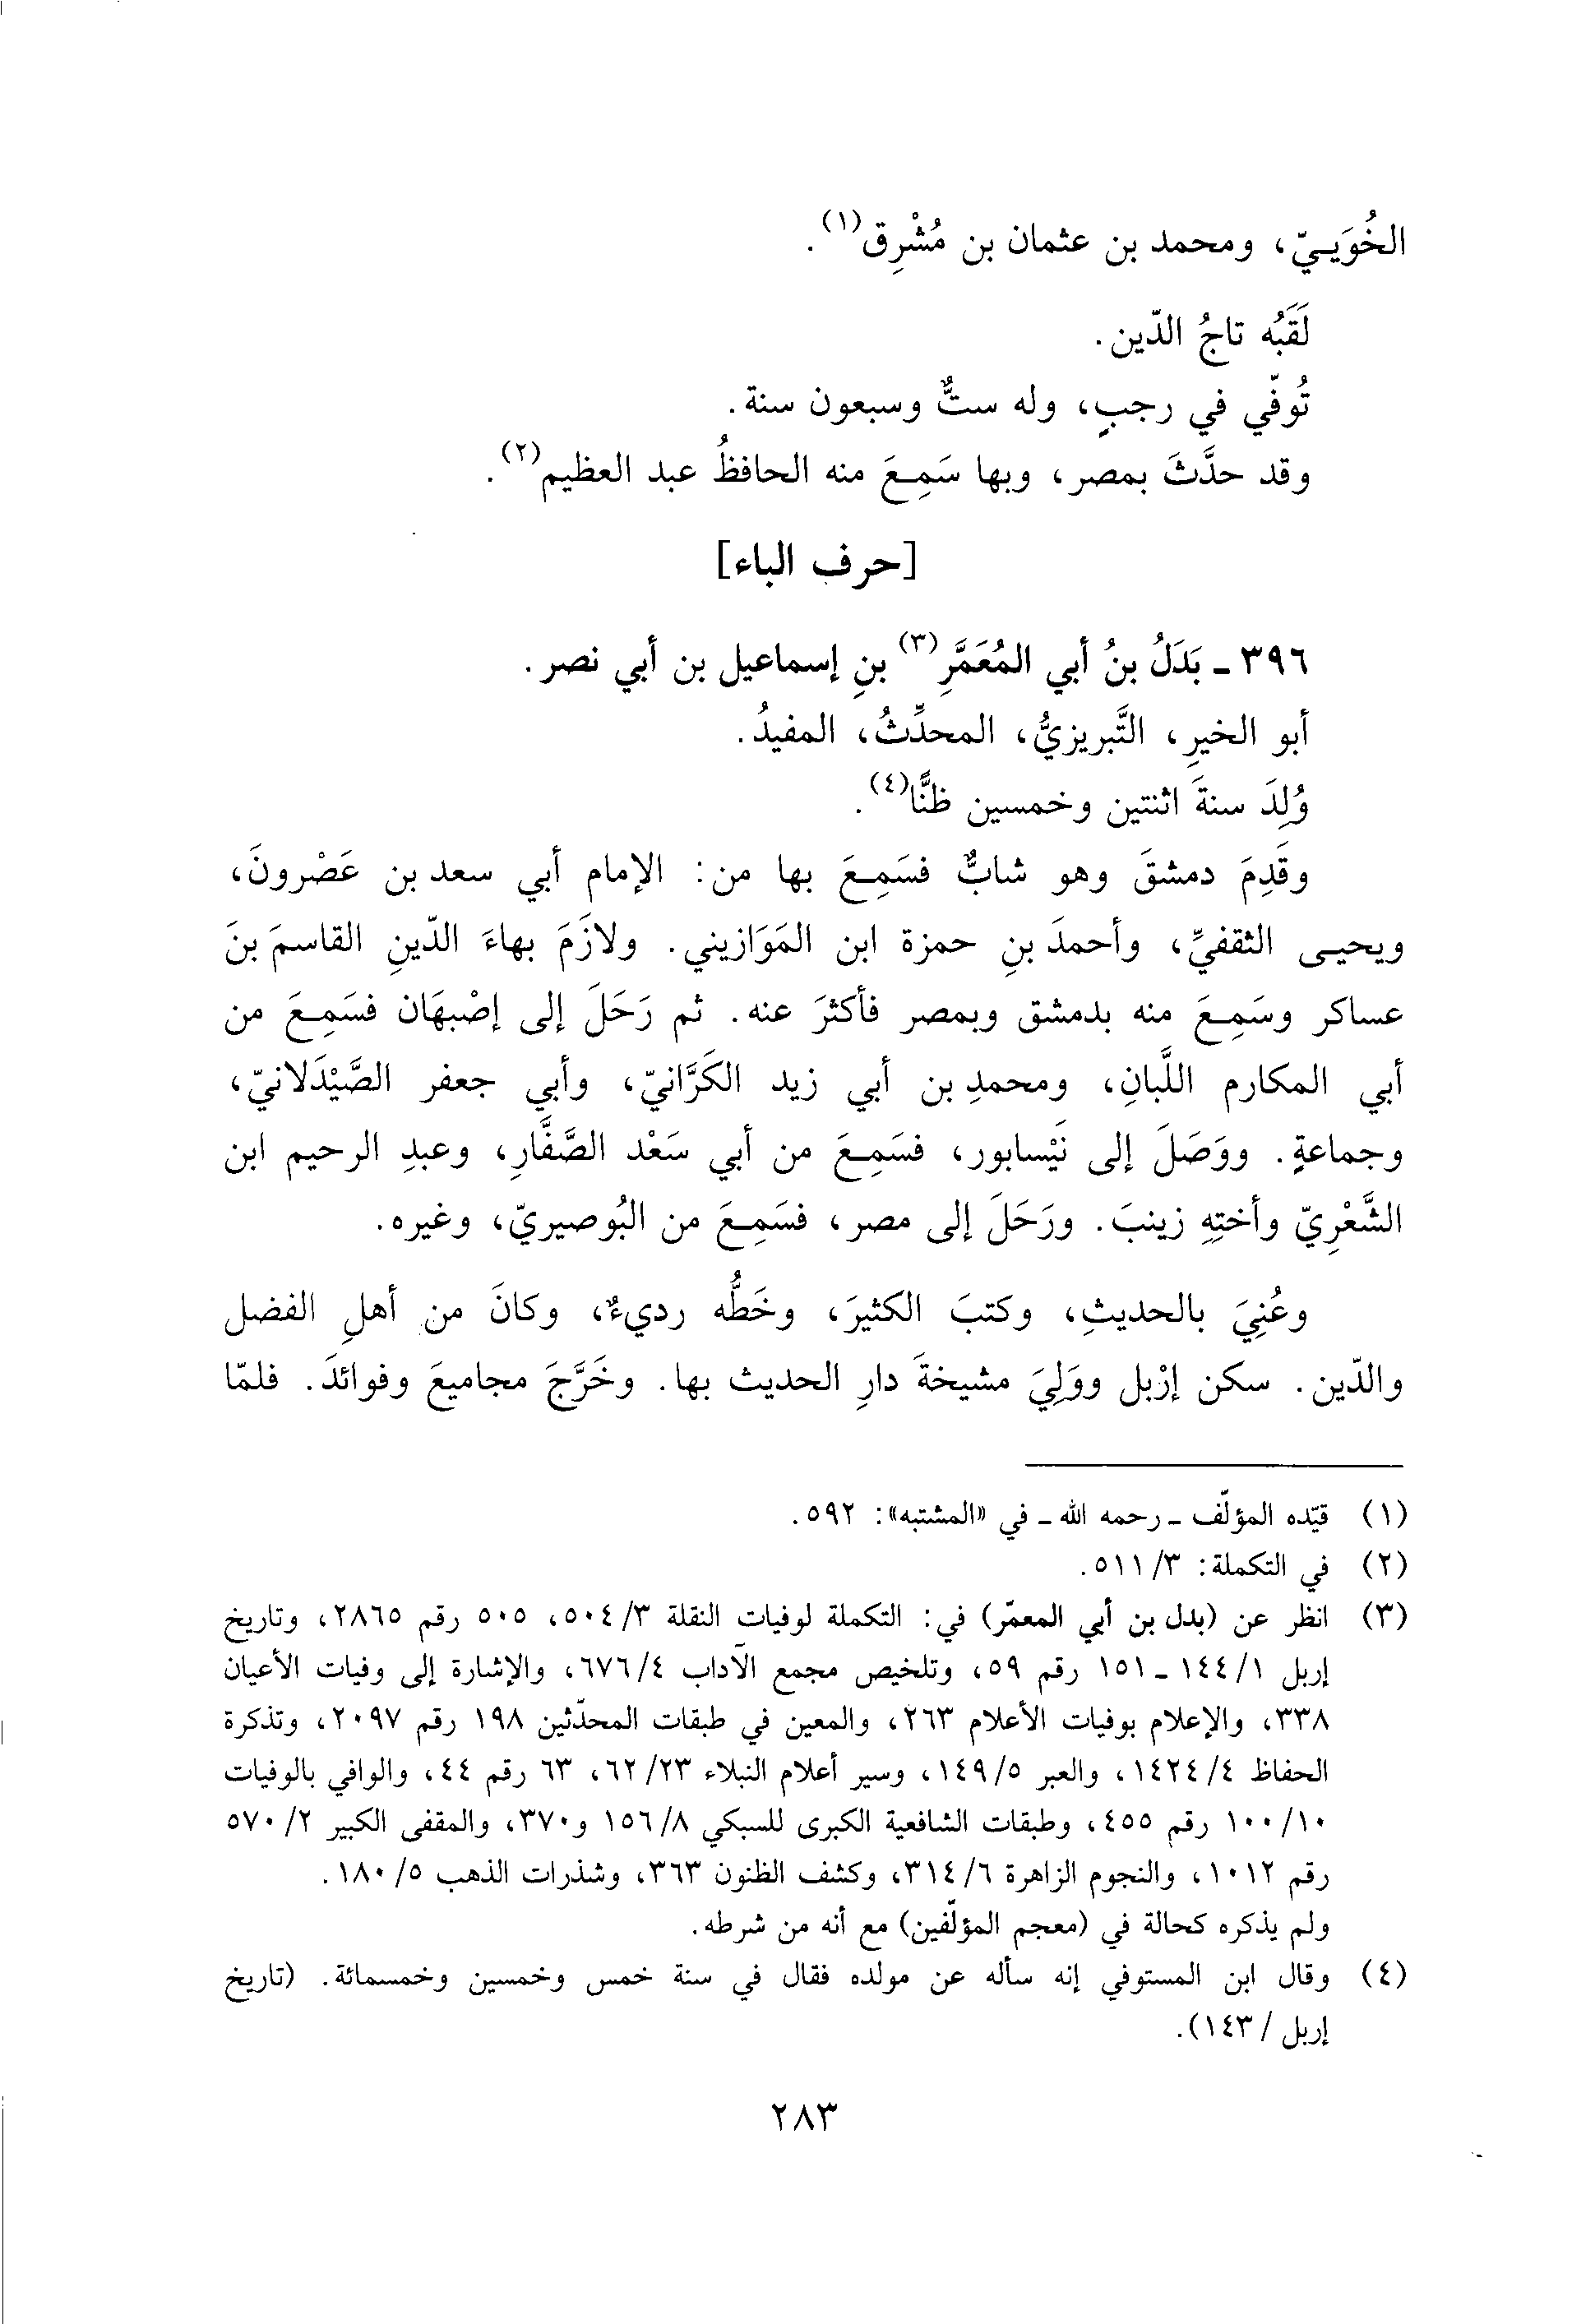 الخُوَيـيّ، ومحمد بن عثمان بن مُشْرِق(١).
لَقَبُه تاجُ الدّين.
تُوفّي في رجبٍ، وله ستٌّ وسبعون سنة.
وقد حدَّثَ بمصر، وبها سَمِـعَ منه الحافظُ عبد العظيم(٢).
[حرف الباء]
٣٩٦ - بَدَلُ بنُ أبي المُعَمَّرِ(٣) بنِ إسماعيل بن أبي نصر.
أبو الخيرِ، التَّبريزيُّ، المحدِّثُ، المفيدُ.
وُلِدَ سنةَ اثنتين وخمسين ظنًّا(٤).
وقَدِمَ دمشقَ وهو شابٌّ فسَمِـعَ بها من: الإمام أبي سعد بن عَصْرونَ،
ويحيـى الثقفيِّ، وأحمدَ بنِ حمزة ابن المَوَازيني. ولازَمَ بهاءَ الدّينِ القاسمَ بنَ
عساكر وسَمِـعَ منه بدمشق وبمصر فأكثرَ عنه. ثم رَحَلَ إلى إصْبهَان فسَمِـعَ من
أبي المكارم اللَّبانِ، ومحمدِ بن أبي زيد الكَرَّانيّ، وأبي جعفر الصَّيْدَلانيّ،
وجماعةٍ. ووَصَلَ إلى نَيْسابور، فسَمِـعَ من أبي سَعْد الصَّفَّارِ، وعبدِ الرحيم ابن
الشَّعْرِيّ وأختِهِ زينبَ. ورَحَلَ إلى مصر، فسَمِـعَ من البُوصيريّ، وغيره.
وعُنِيَ بالحديثِ، وكتبَ الكثيرَ، وخَطُّه رديءٌ، وكانَ من أهلِ الفضل
والدّين. سكن إرْبل ووَلِيَ مشيخةَ دارِ الحديث بها. وخَرَّجَ مجاميعَ وفوائدَ. فلمّا
(١) قيّده المؤلّف - رحمه الله - في «المشتبه»: ٥٩٢.
(٢) في التكملة: ٣/ ٥١١.
(٣) انظر عن (بدل بن أبي المعمّر) في: التكملة لوفيات النقلة ٣/ ٥٠٤، ٥٠٥ رقم ٢٨٦٥، وتاريخ
إربل ١/ ١٤٤ - ١٥١ رقم ٥٩، وتلخيص مجمع الآداب ٤/ ٦٧٦، والإشارة إلى وفيات الأعيان
٣٣٨، والإعلام بوفيات الأعلام ٢٦٣، والمعين في طبقات المحدّثين ١٩٨ رقم ٢٠٩٧، وتذكرة
الحفاظ ٤/ ١٤٢٤، والعبر ٥/ ١٤٩، وسير أعلام النبلاء ٢٣/ ٦٢، ٦٣ رقم ٤٤، والوافي بالوفيات
١٠/ ١٠٠ رقم ٤٥٥، وطبقات الشافعية الكبرى للسبكي ٨/ ١٥٦ و٣٧٠، والمقفى الكبير ٢/ ٥٧٠
رقم ١٠١٢، والنجوم الزاهرة ٦/ ٣١٤، وكشف الظنون ٣٦٣، وشذرات الذهب ٥/ ١٨٠.
ولم يذكره كحالة في (معجم المؤلّفين) مع أنه من شرطه.
(٤) وقال ابن المستوفي إنه سأله عن مولده فقال في سنة خمس وخمسين وخمسمائة. (تاريخ
إربل / ١٤٣).
٢٨٣